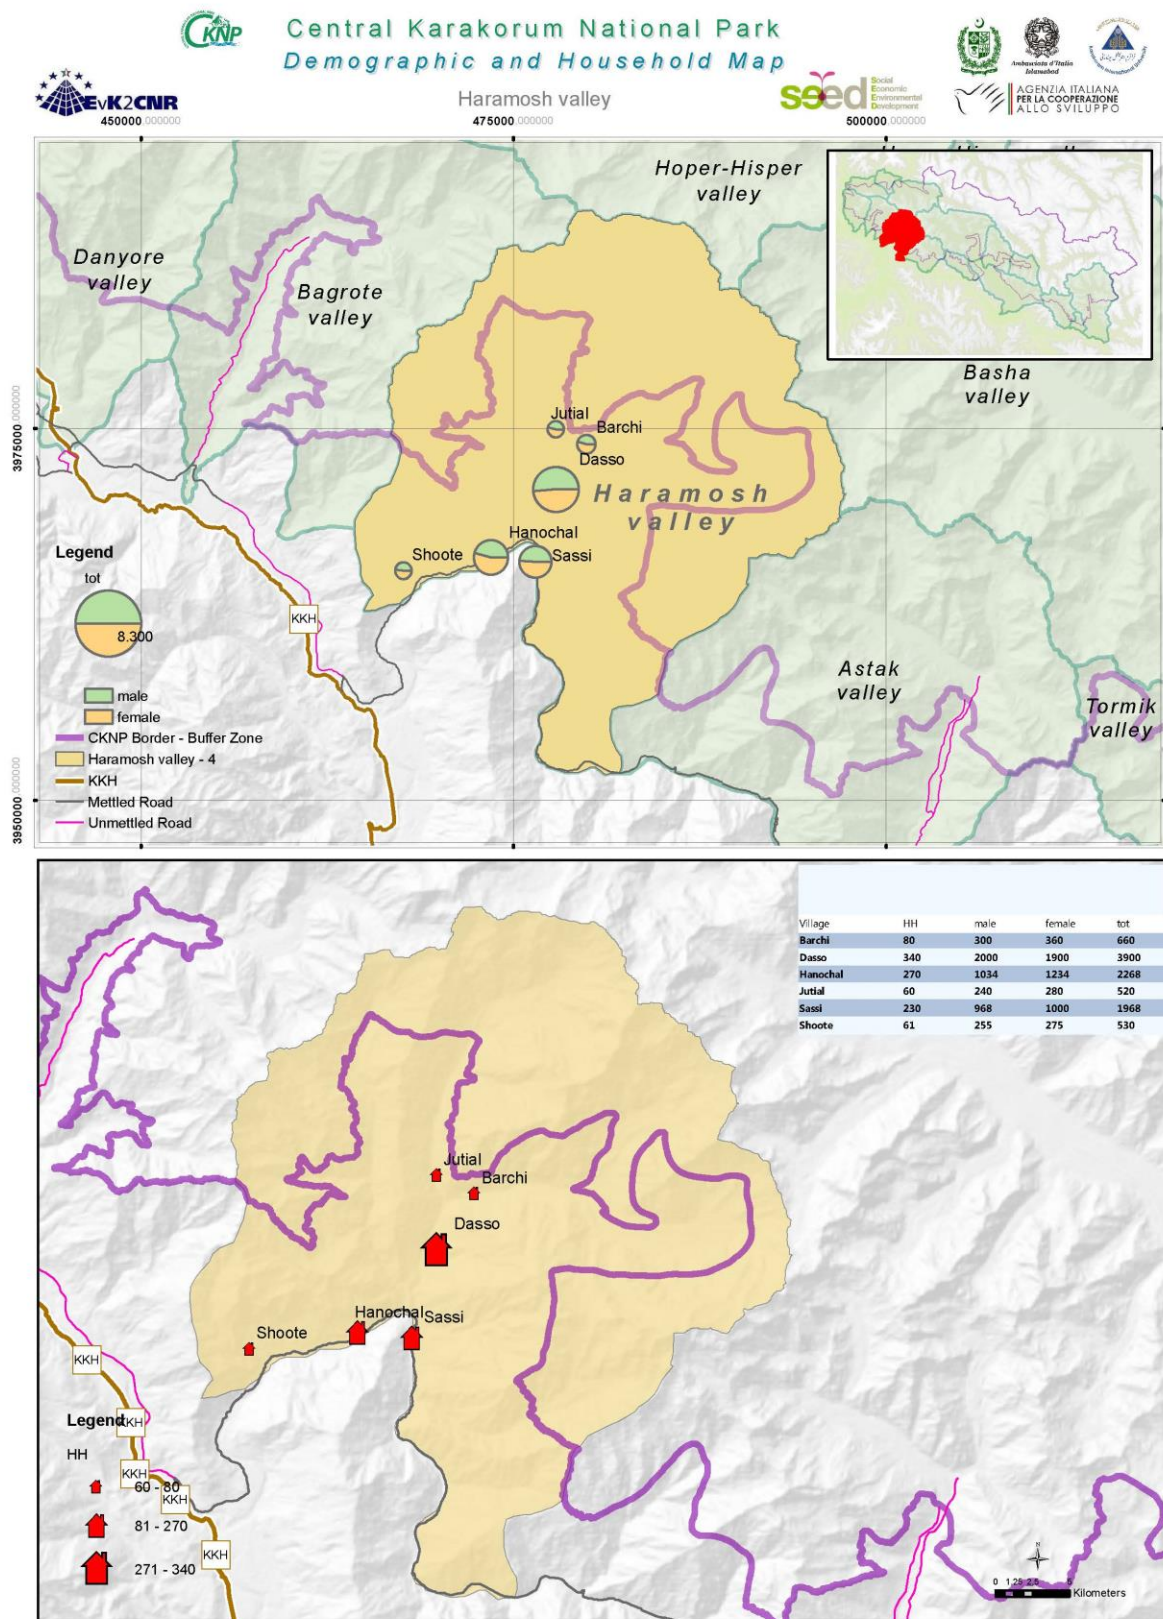 CKNP
Central Karakorum National Park
Demographic and Household Map
Haramosh valley
EvK2CNR
seed
Social
Economic
Environmental
Development
Ambasciata d'Italia
Islamabad
AGENZIA ITALIANA
PER LA COOPERAZIONE
ALLO SVILUPPO
450000.000000
475000.000000
500000.000000
3975000.000000
3950000.000000
Hoper-Hisper
valley
Danyore
valley
Bagrote
valley
Basha
valley
Jutial
Barchi
Dasso
Haramosh
valley
Hanochal
Shoote
Sassi
Astak
valley
Tormik
valley
KKH
Legend
tot
8.300
male
female
CKNP Border - Buffer Zone
Haramosh valley - 4
KKH
Mettled Road
Unmettled Road
Village HH male female tot
Barchi 80 300 360 660
Dasso 340 2000 1900 3900
Hanochal 270 1034 1234 2268
Jutial 60 240 280 520
Sassi 230 968 1000 1968
Shoote 61 255 275 530
Jutial
Barchi
Dasso
Hanochal
Sassi
Shoote
KKH
KKH
KKH
KKH
KKH
Legend
HH
60 - 80
81 - 270
271 - 340
N
0 1.25 2.5 5
Kilometers